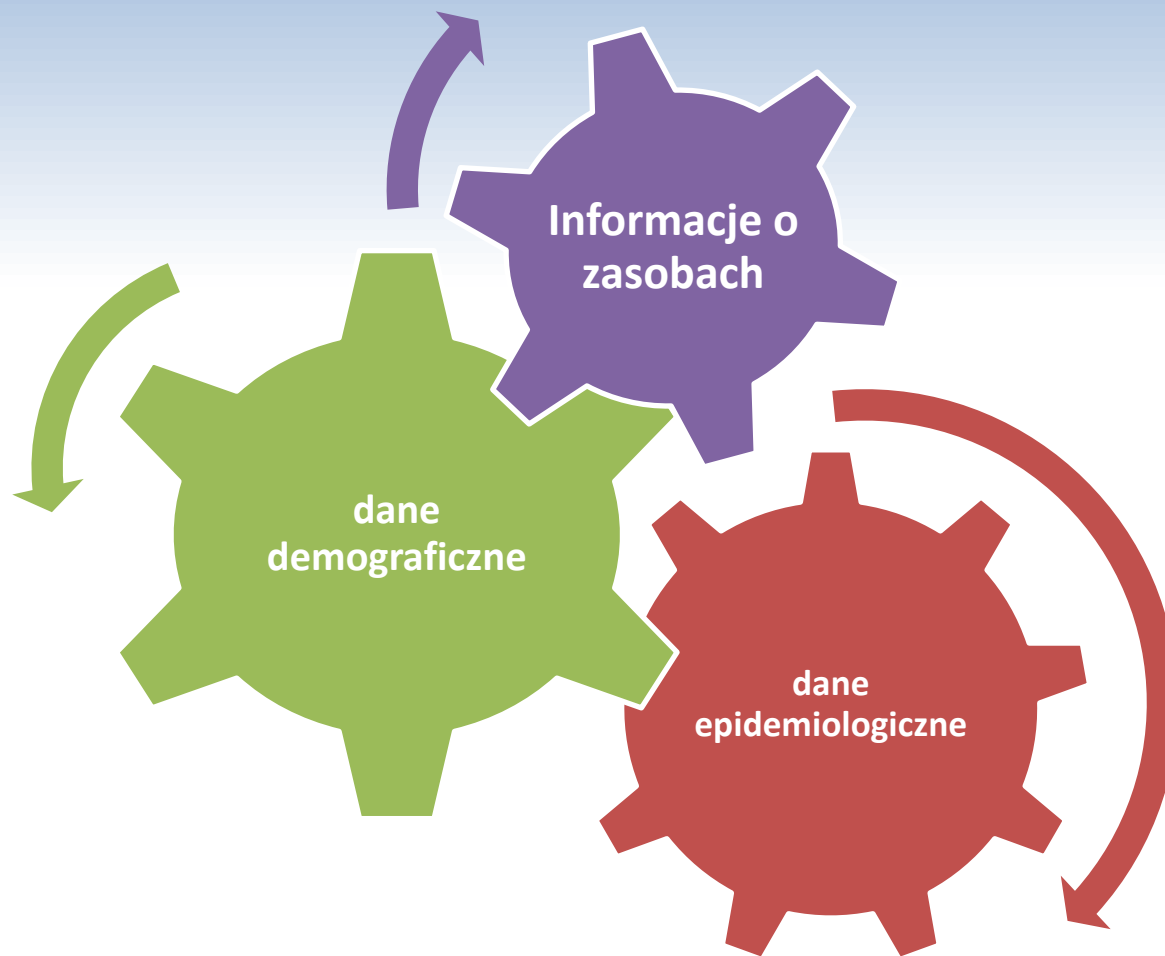 Informacje o
zasobach
dane
demograficzne
dane
epidemiologiczne